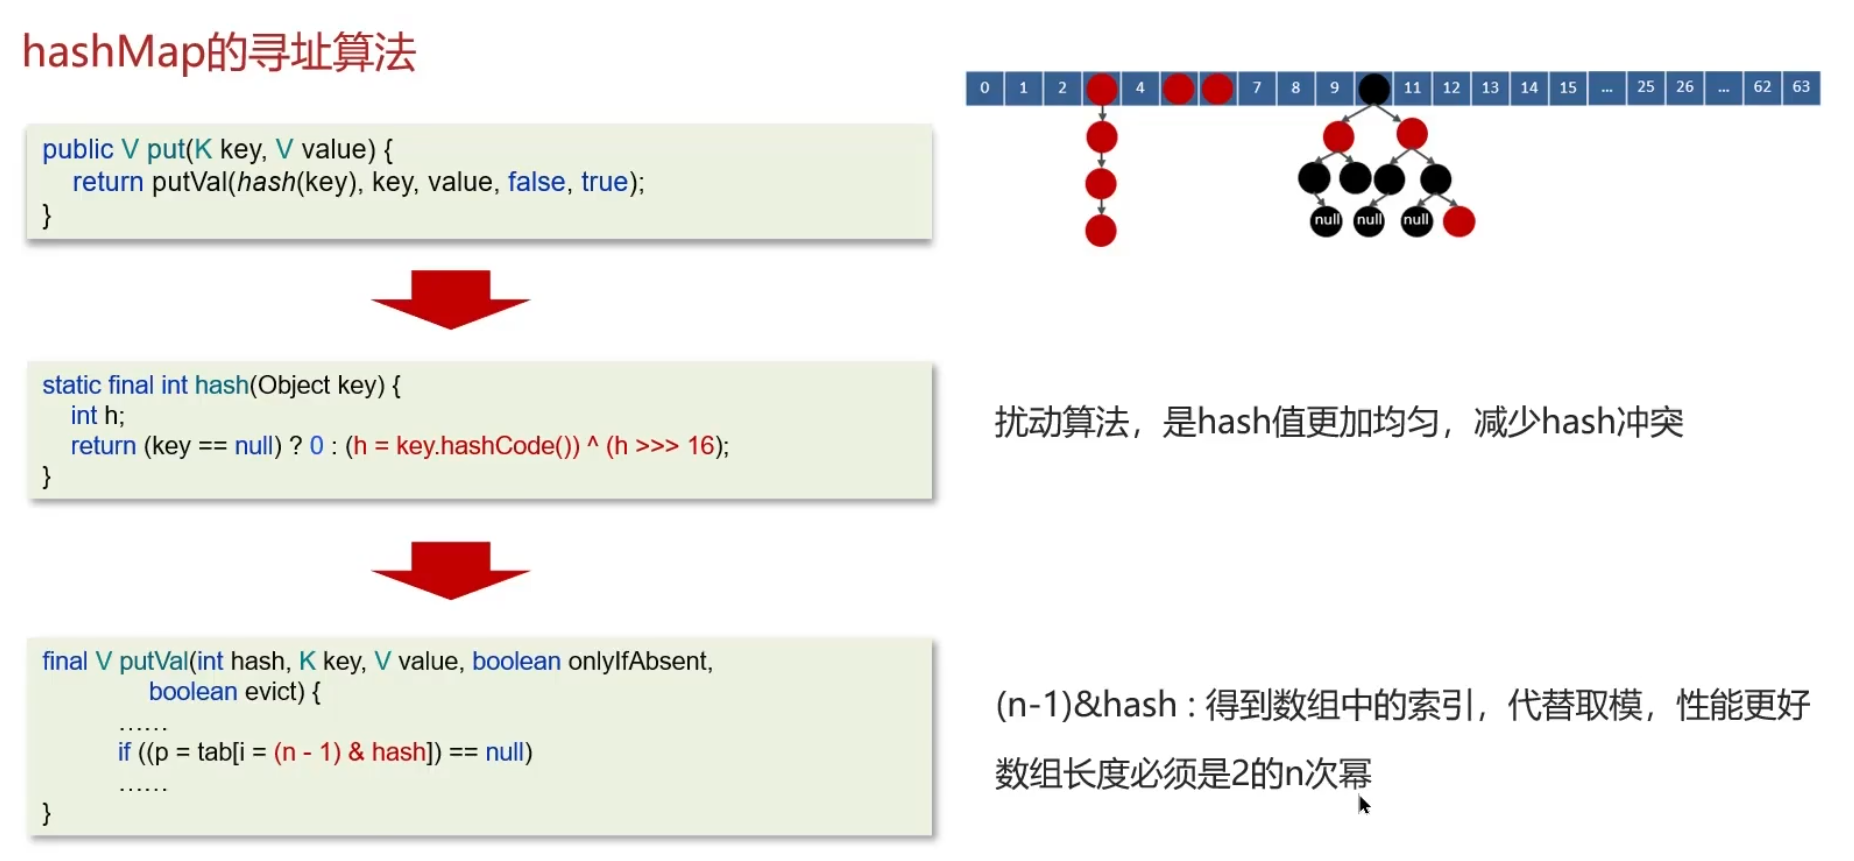 hashMap的寻址算法
0 1 2 4 7 8 9 11 12 13 14 15 ... 25 26 ... 62 63
null null null
public V put(K key, V value) {
return putVal(hash(key), key, value, false, true);
}
static final int hash(Object key) {
int h;
return (key == null) ? 0 : (h = key.hashCode()) ^ (h >>> 16);
}
扰动算法，是hash值更加均匀，减少hash冲突
final V putVal(int hash, K key, V value, boolean onlyIfAbsent,
boolean evict) {
……
if ((p = tab[i = (n - 1) & hash]) == null)
……
}
(n-1)&hash : 得到数组中的索引，代替取模，性能更好
数组长度必须是2的n次幂